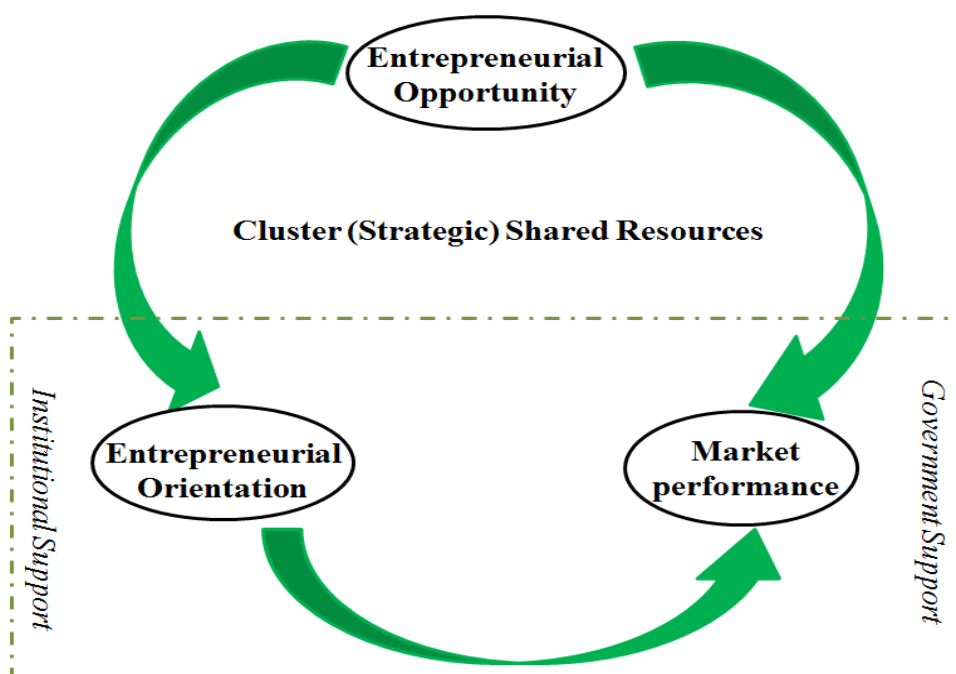 Entrepreneurial
Opportunity
Cluster (Strategic) Shared Resources
Institutional Support
Government Support
Entrepreneurial
Orientation
Market
performance